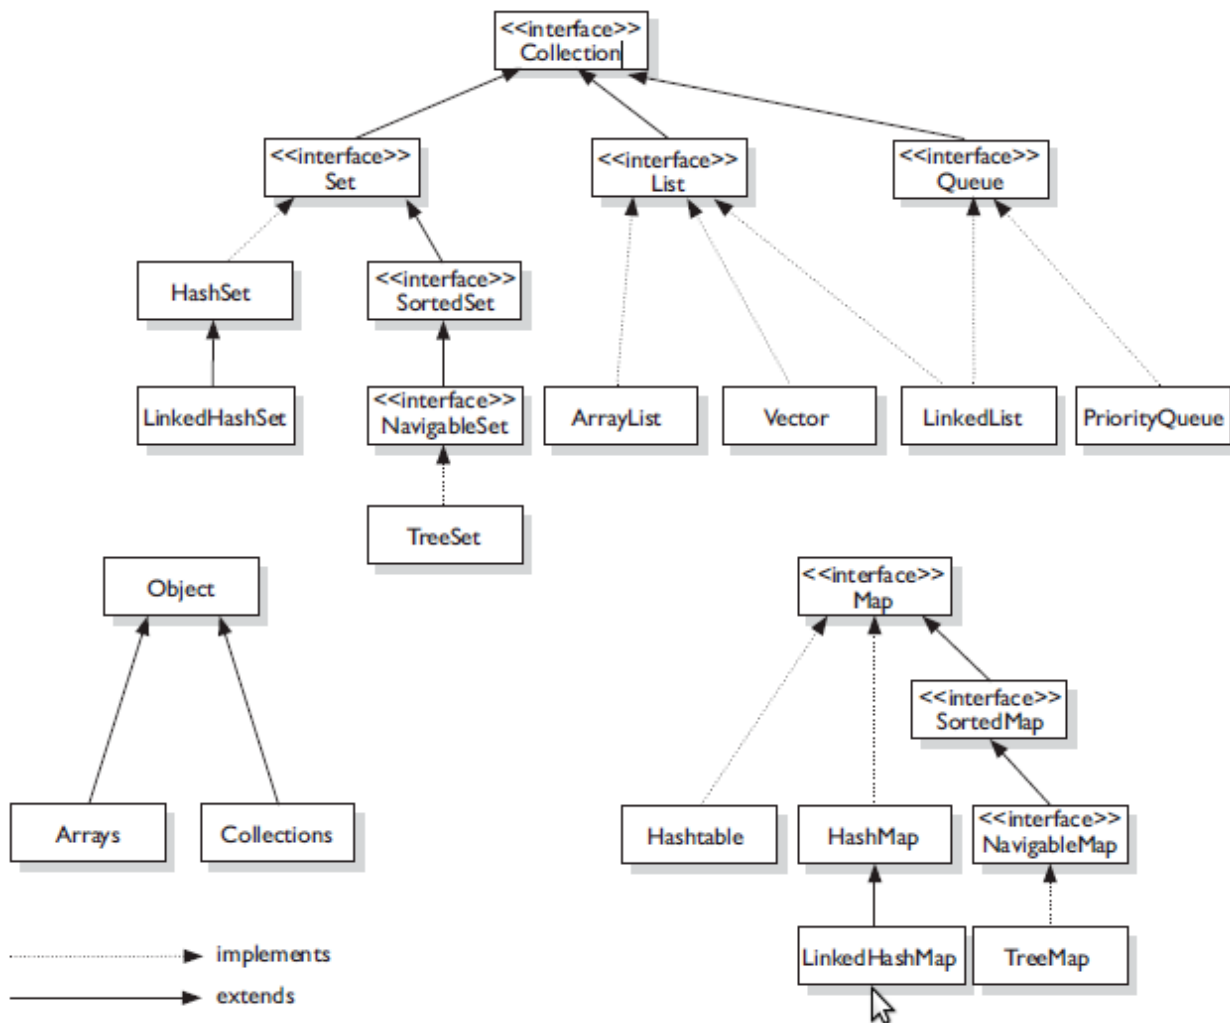 <<interface>>
Collection
<<interface>>
Set
<<interface>>
List
<<interface>>
Queue
HashSet
<<interface>>
SortedSet
LinkedHashSet
<<interface>>
NavigableSet
ArrayList
Vector
LinkedList
PriorityQueue
TreeSet
Object
<<interface>>
Map
<<interface>>
SortedMap
Arrays
Collections
Hashtable
HashMap
<<interface>>
NavigableMap
LinkedHashMap
TreeMap
implements
extends